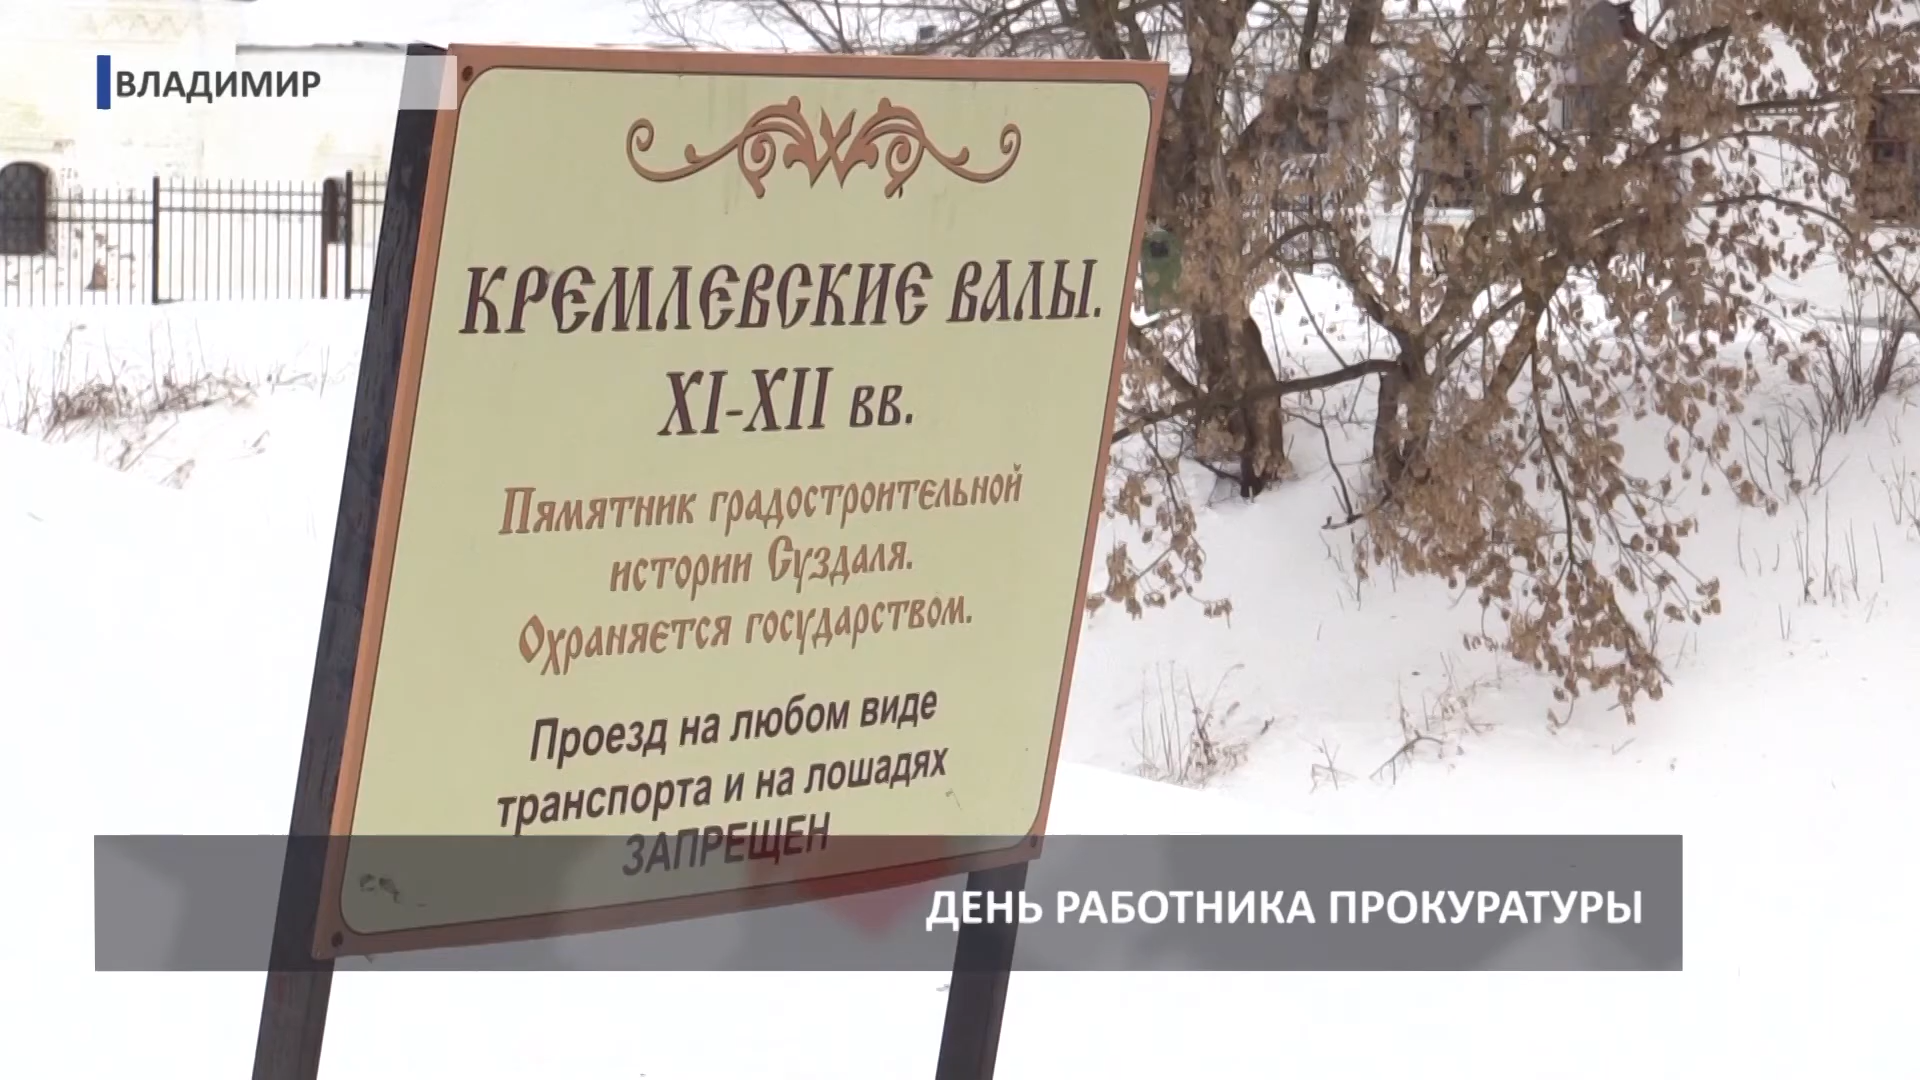 ВЛАДИМИР
КРЕМЛЕВСКИЕ ВАЛЫ.
XI-XII вв.
Памятник градостроительной
истории Суздаля.
Охраняется государством.
Проезд на любом виде
транспорта и на лошадях
ЗАПРЕЩЕН
ДЕНЬ РАБОТНИКА ПРОКУРАТУРЫ